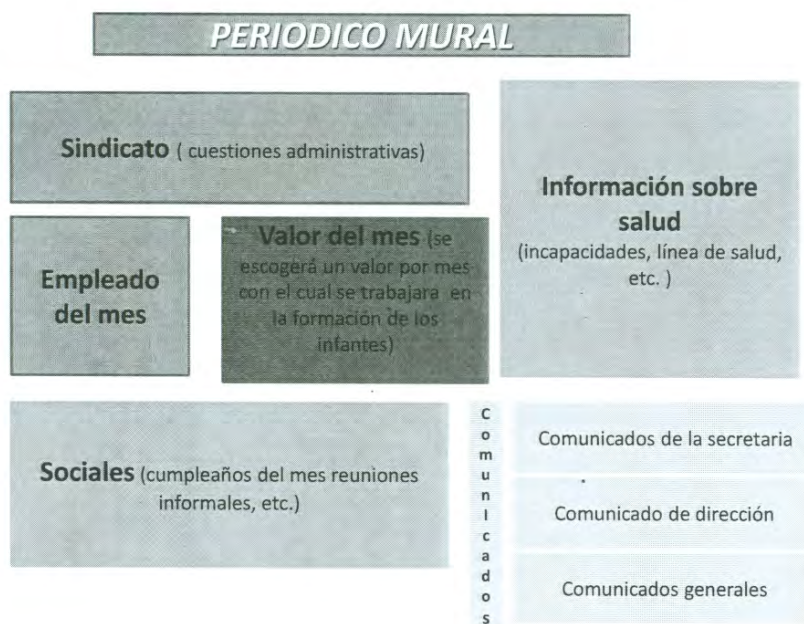 PERIODICO MURAL
Sindicato ( cuestiones administrativas)
Información sobre
salud
(incapacidades, línea de salud,
etc. )
Empleado
del mes
Valor del mes (se
escogerá un valor por mes
con el cual se trabajara en
la formación de los
infantes)
Sociales (cumpleaños del mes reuniones
informales, etc.)
ComunIcados
Comunicados de la secretaria
Comunicado de dirección
Comunicados generales